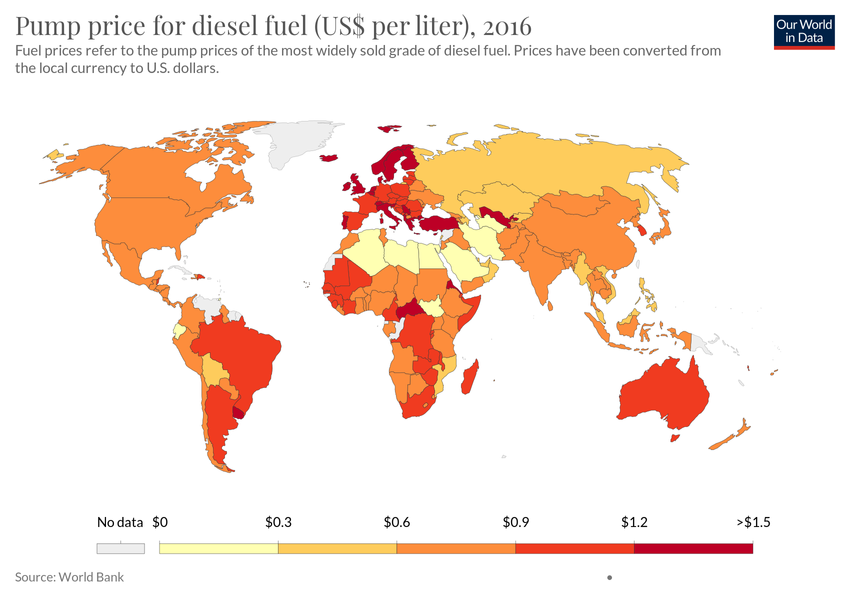 Pump price for diesel fuel (US$ per liter), 2016
Our World
in Data
Fuel prices refer to the pump prices of the most widely sold grade of diesel fuel. Prices have been converted from
the local currency to U.S. dollars.
No data
$0
$0.3
$0.6
$0.9
$1.2
>$1.5
Source: World Bank